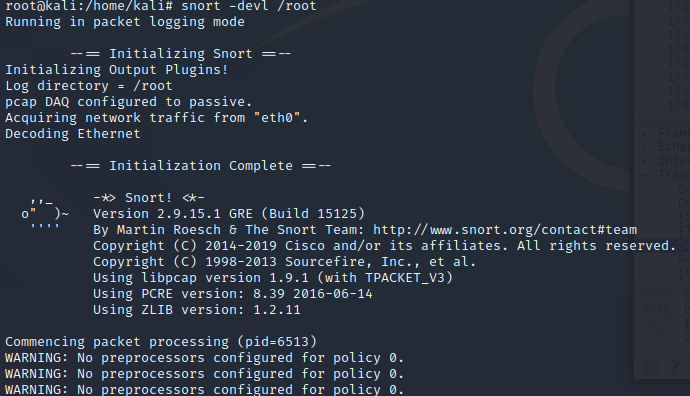 root@kali:/home/kali# snort -devl /root
Running in packet logging mode
--== Initializing Snort ==--
Initializing Output Plugins!
Log directory = /root
pcap DAQ configured to passive.
Acquiring network traffic from "eth0".
Decoding Ethernet
--== Initialization Complete ==--
,,_     -*> Snort! <*-
o"  )~   Version 2.9.15.1 GRE (Build 15125)
''''    By Martin Roesch & The Snort Team: http://www.snort.org/contact#team
Copyright (C) 2014-2019 Cisco and/or its affiliates. All rights reserved.
Copyright (C) 1998-2013 Sourcefire, Inc., et al.
Using libpcap version 1.9.1 (with TPACKET_V3)
Using PCRE version: 8.39 2016-06-14
Using ZLIB version: 1.2.11
Commencing packet processing (pid=6513)
WARNING: No preprocessors configured for policy 0.
WARNING: No preprocessors configured for policy 0.
WARNING: No preprocessors configured for policy 0.